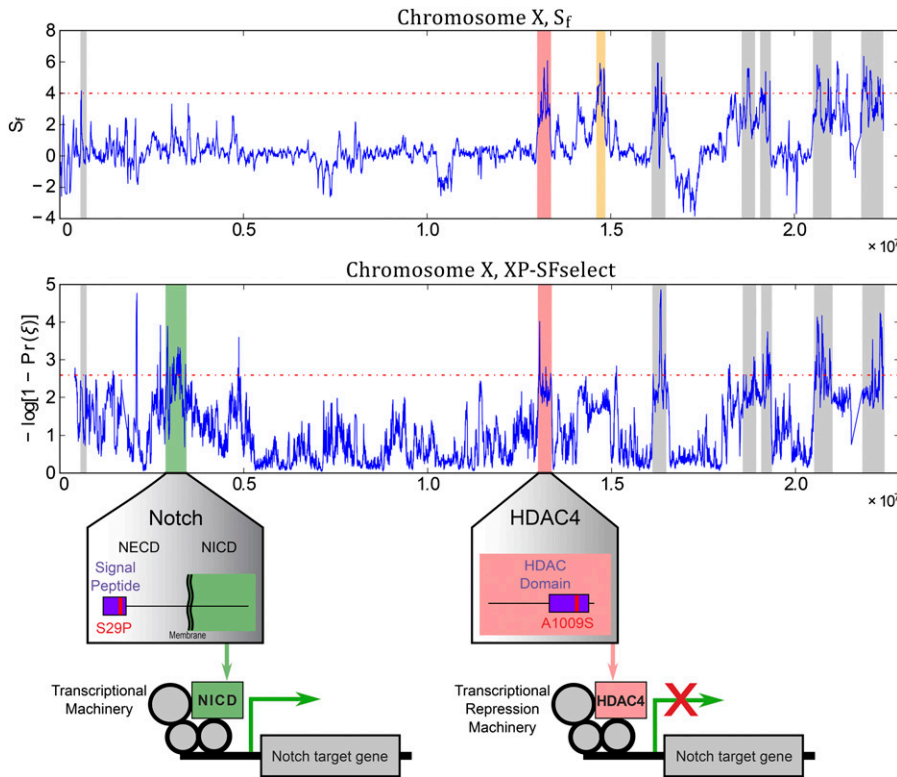 Chromosome X, Sf
8
6
4
2
0
−2
−4
Sf
0 0.5 1.0 1.5 2.0
× 10⁷
Chromosome X, XP-SFselect
5
4
3
2
1
0
− log[1 − Pr(ξ)]
0 0.5 1.0 1.5 2.0
× 10⁷
Notch
NECD NICD
Signal
Peptide
S29P
Membrane
HDAC4
HDAC
Domain
A1009S
Transcriptional
Machinery
NICD
Notch target gene
Transcriptional
Repression
Machinery
HDAC4
X
Notch target gene